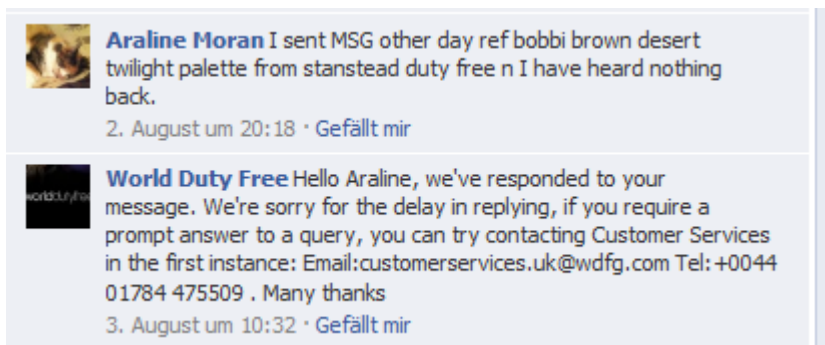 Araline Moran I sent MSG other day ref bobbi brown desert
twilight palette from stanstead duty free n I have heard nothing
back.
2. August um 20:18 · Gefällt mir
worlddutyfree
World Duty Free Hello Araline, we've responded to your
message. We're sorry for the delay in replying, if you require a
prompt answer to a query, you can try contacting Customer Services
in the first instance: Email:customerservices.uk@wdfg.com Tel:+0044
01784 475509 . Many thanks
3. August um 10:32 · Gefällt mir